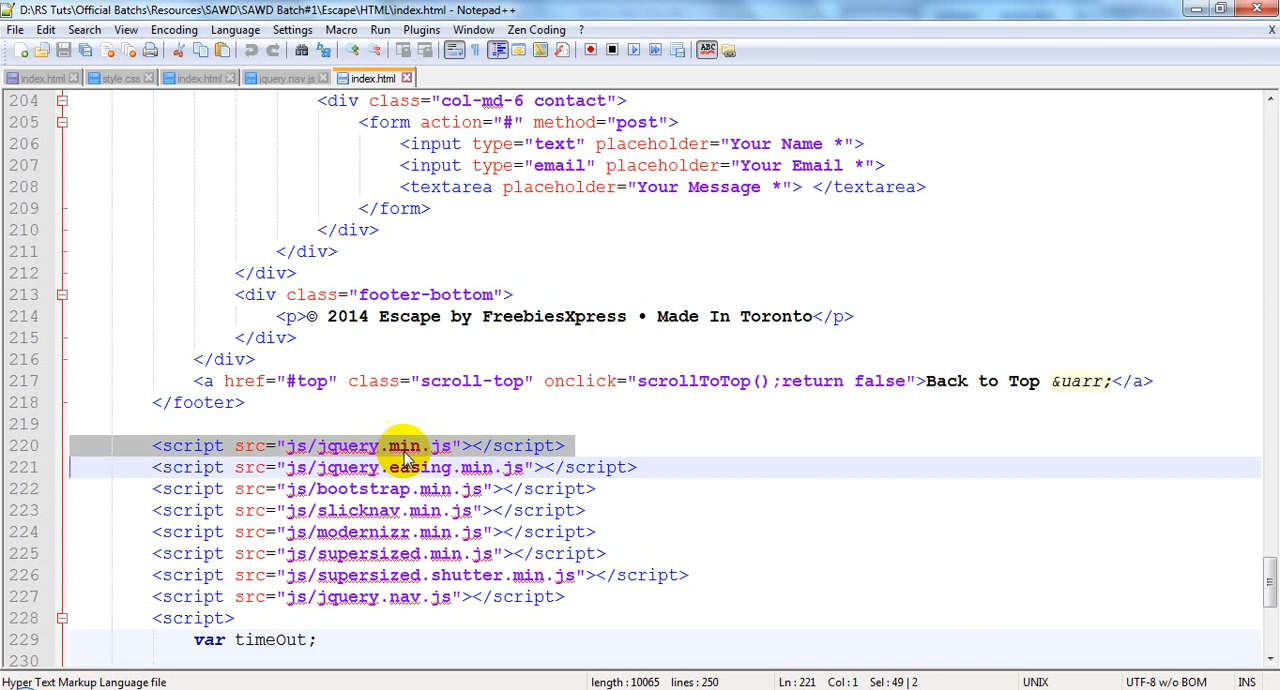 D:\RS Tuts\Official Batchs\Resources\SAWD\SAWD Batch#1\Escape\HTML\index.html - Notepad++
File Edit Search View Encoding Language Settings Macro Run Plugins Window Zen Coding ? X
ABC
index.html style.css index.html jquery.nav.js index.html
204 <div class="col-md-6 contact">
205 <form action="#" method="post">
206 <input type="text" placeholder="Your Name *">
207 <input type="email" placeholder="Your Email *">
208 <textarea placeholder="Your Message *"> </textarea>
209 </form>
210 </div>
211 </div>
212 </div>
213 <div class="footer-bottom">
214 <p>© 2014 Escape by FreebiesXpress • Made In Toronto</p>
215 </div>
216 </div>
217 <a href="#top" class="scroll-top" onclick="scrollToTop();return false">Back to Top &uarr;</a>
218 </footer>
219
220 <script src="js/jquery.min.js"></script>
221 <script src="js/jquery.easing.min.js"></script>
222 <script src="js/bootstrap.min.js"></script>
223 <script src="js/slicknav.min.js"></script>
224 <script src="js/modernizr.min.js"></script>
225 <script src="js/supersized.min.js"></script>
226 <script src="js/supersized.shutter.min.js"></script>
227 <script src="js/jquery.nav.js"></script>
228 <script>
229 var timeOut;
230
Hyper Text Markup Language file length : 10065 lines : 250 Ln : 221 Col : 1 Sel : 49 | 2 UNIX UTF-8 w/o BOM INS